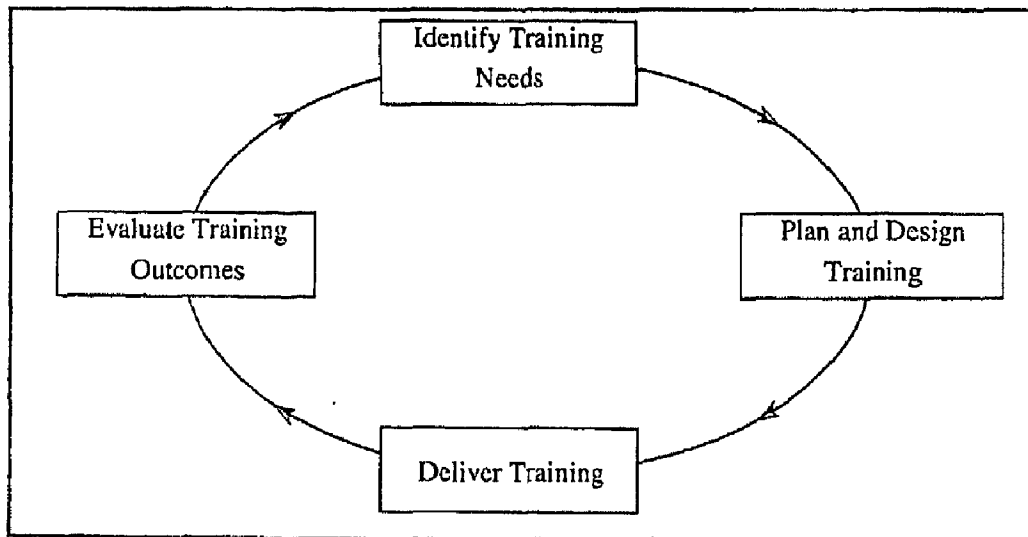 Identify Training
Needs
Plan and Design
Training
Deliver Training
Evaluate Training
Outcomes